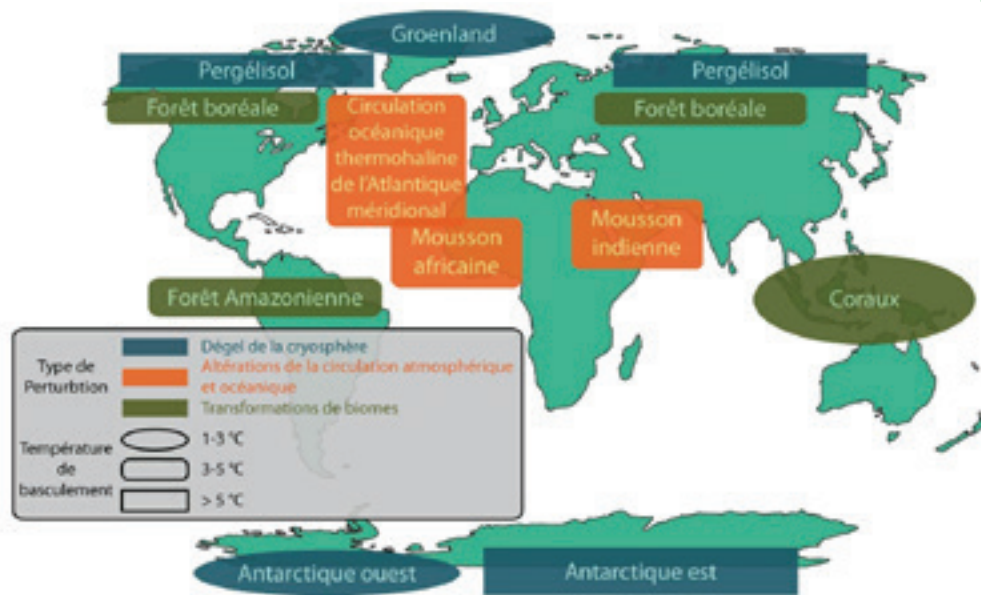 Groenland
Pergélisol
Pergélisol
Forêt boréale
Circulation
océanique
thermohaline
de l'Atlantique
méridional
Forêt boréale
Mousson
africaine
Mousson
indienne
Forêt Amazonienne
Coraux
Type de
Perturbtion
Dégel de la cryosphère
Altérations de la circulation atmosphérique
et océanique
Transformations de biomes
Température
de
basculement
1-3 °C
3-5 °C
> 5 °C
Antarctique ouest
Antarctique est